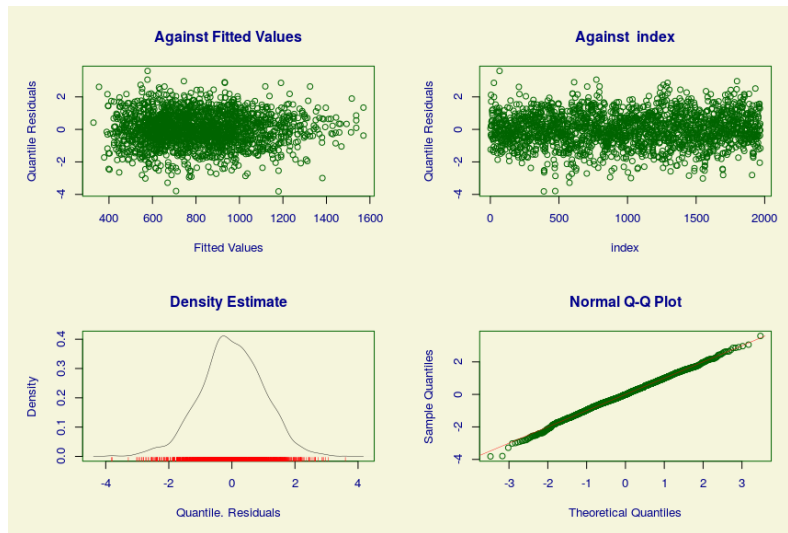 Against Fitted Values
Quantile Residuals
2
0
-2
-4
400 600 800 1000 1200 1400 1600
Fitted Values
Against index
Quantile Residuals
2
0
-2
-4
0 500 1000 1500 2000
index
Density Estimate
Density
0.4
0.3
0.2
0.1
0.0
-4 -2 0 2 4
Quantile. Residuals
Normal Q-Q Plot
Sample Quantiles
2
0
-2
-4
-3 -2 -1 0 1 2 3
Theoretical Quantiles